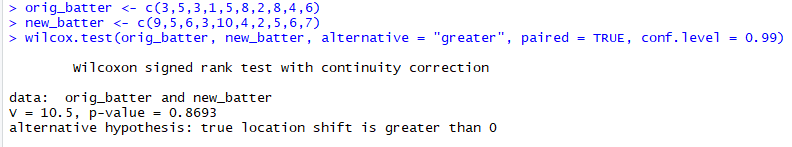 > orig_batter <- c(3,5,3,1,5,8,2,8,4,6)
> new_batter <- c(9,5,6,3,10,4,2,5,6,7)
> wilcox.test(orig_batter, new_batter, alternative = "greater", paired = TRUE, conf.level = 0.99)
Wilcoxon signed rank test with continuity correction
data:  orig_batter and new_batter
V = 10.5, p-value = 0.8693
alternative hypothesis: true location shift is greater than 0